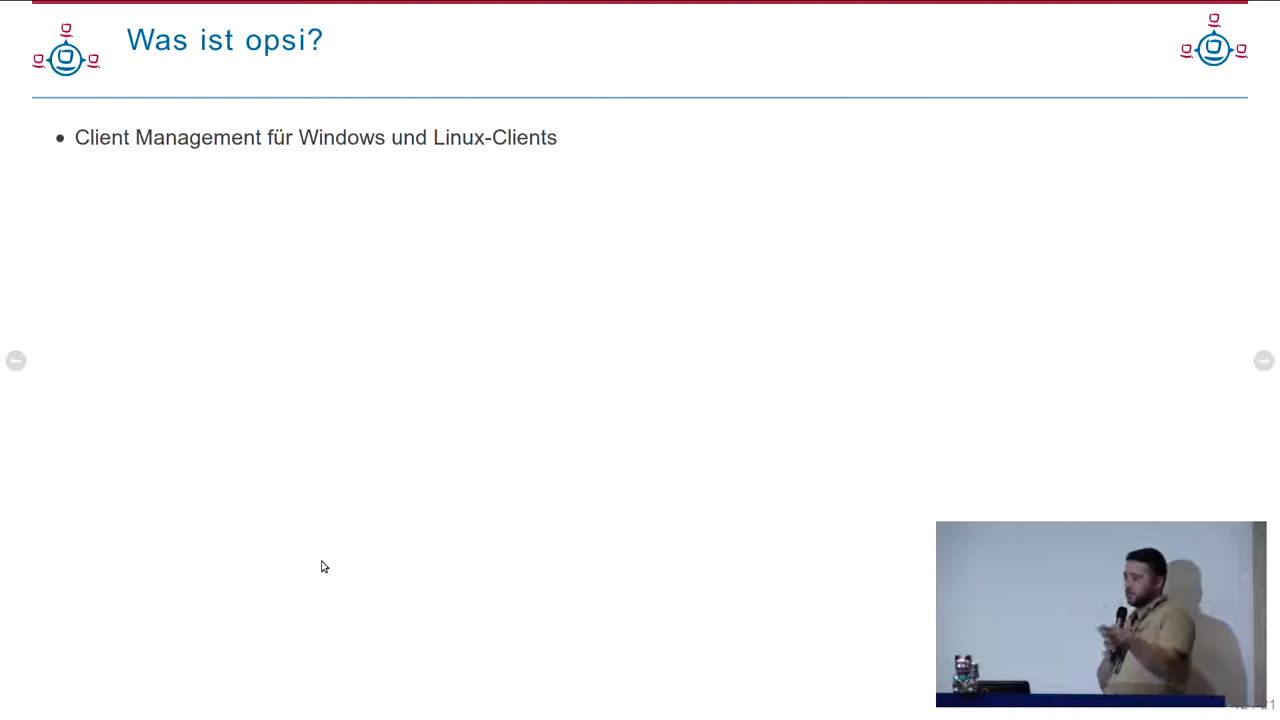 Was ist opsi?
• Client Management für Windows und Linux-Clients